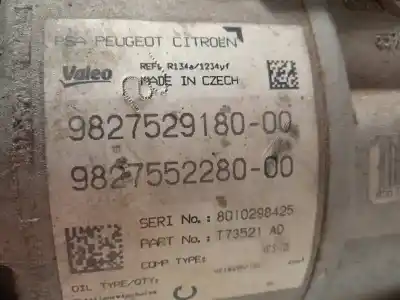 PSA PEUGEOT CITROEN
Valeo
REF: R134a/1234yf
MADE IN CZECH
9827529180-00
9827552280-00
SERI No.: 8010298425
PART No.: T73521 AD
COMP TYPE:
OIL TYPE/QTY: